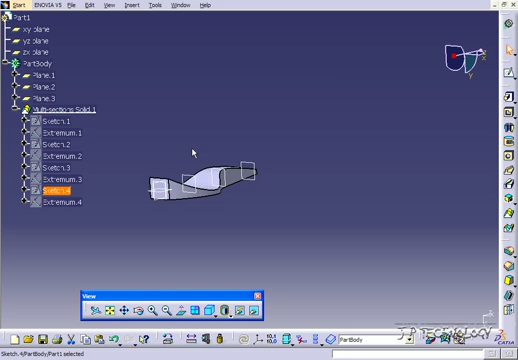 Start ENOVIA V5 File Edit View Insert Tools Window Help
Part1
xy plane
yz plane
zx plane
PartBody
Plane.1
Plane.2
Plane.3
Multi-sections Solid.1
Sketch.1
Extremum.1
Sketch.2
Extremum.2
Sketch.3
Extremum.3
Sketch.4
Extremum.4
View
PartBody
CATIA
Sketch.4/PartBody/Part1 selected